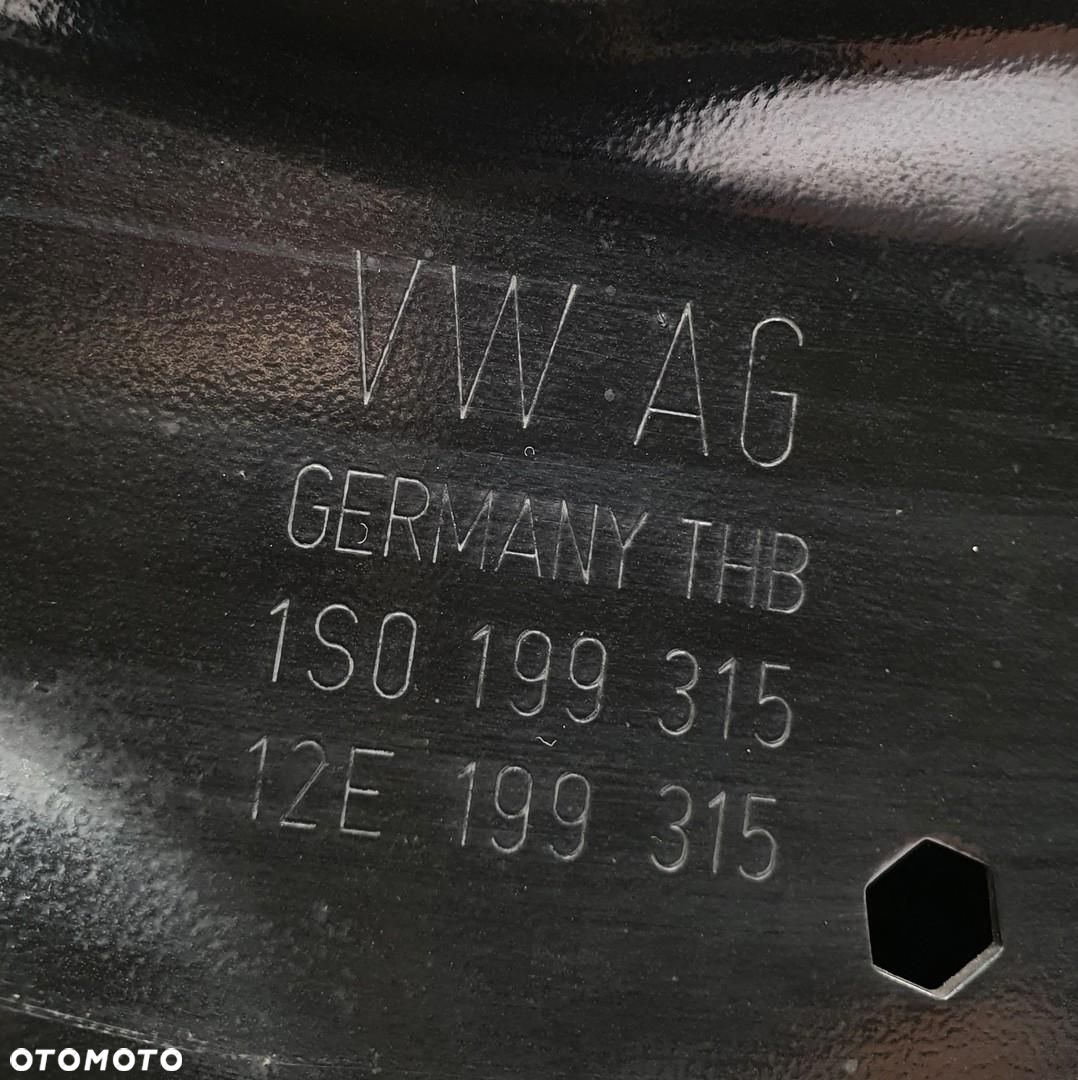 VW AG
GERMANY THB
1S0 199 315
12E 199 315
OTOMOTO